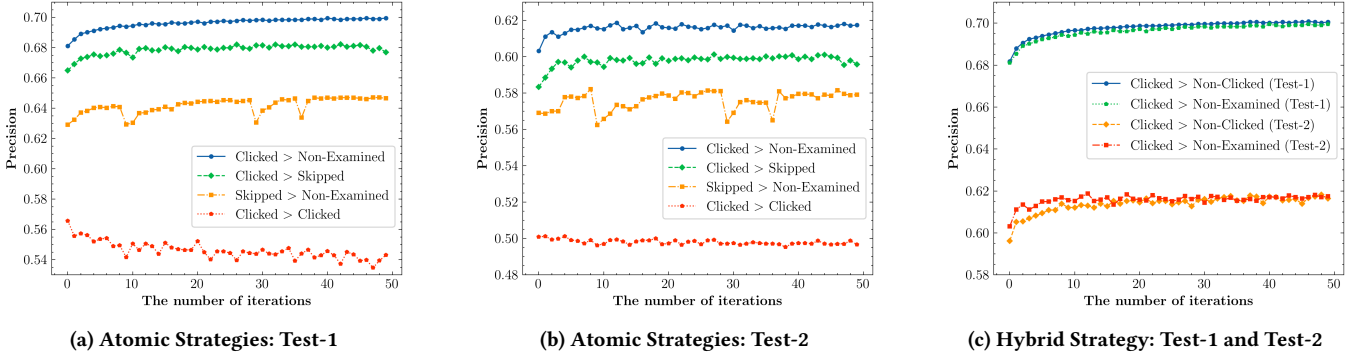 0.70
0.68
0.66
0.64
0.62
0.60
0.58
0.56
0.54
Precision
Clicked > Non-Examined
Clicked > Skipped
Skipped > Non-Examined
Clicked > Clicked
0 10 20 30 40 50
The number of iterations
(a) Atomic Strategies: Test-1
0.62
0.60
0.58
0.56
0.54
0.52
0.50
0.48
Precision
Clicked > Non-Examined
Clicked > Skipped
Skipped > Non-Examined
Clicked > Clicked
0 10 20 30 40 50
The number of iterations
(b) Atomic Strategies: Test-2
0.70
0.68
0.66
0.64
0.62
0.60
0.58
Precision
Clicked > Non-Clicked (Test-1)
Clicked > Non-Examined (Test-1)
Clicked > Non-Clicked (Test-2)
Clicked > Non-Examined (Test-2)
0 10 20 30 40 50
The number of iterations
(c) Hybrid Strategy: Test-1 and Test-2